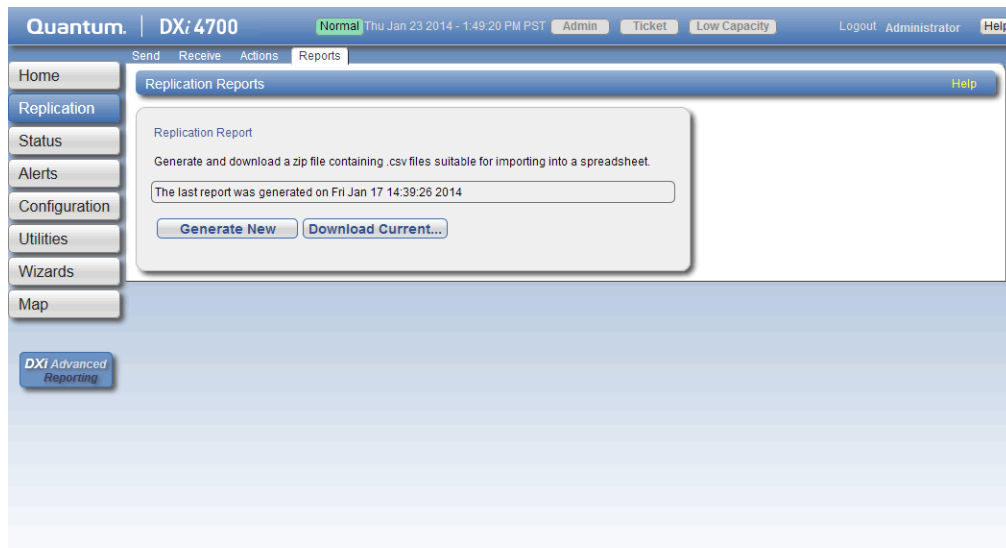 Quantum. | DXi 4700 Normal Thu Jan 23 2014 - 1:49:20 PM PST Admin Ticket Low Capacity Logout Administrator Help
Send Receive Actions Reports
Home
Replication
Status
Alerts
Configuration
Utilities
Wizards
Map
DXi Advanced
Reporting
Replication Reports Help
Replication Report
Generate and download a zip file containing .csv files suitable for importing into a spreadsheet.
The last report was generated on Fri Jan 17 14:39:26 2014
Generate New Download Current...